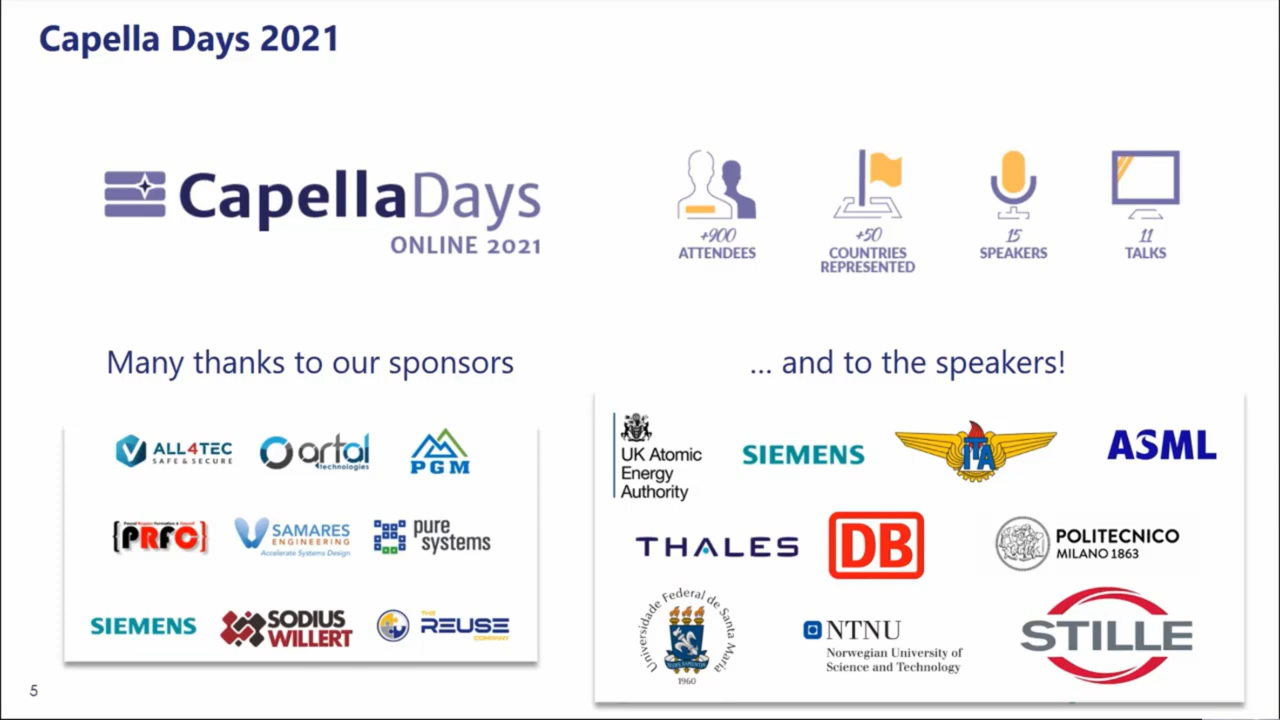 Capella Days 2021
CapellaDays
ONLINE 2021
+900
ATTENDEES
+50
COUNTRIES
REPRESENTED
15
SPEAKERS
11
TALKS
Many thanks to our sponsors
... and to the speakers!
ALL4TEC
SAFE & SECURE
artal
technologies
PGM
{PRFC}
SAMARES
ENGINEERING
Accelerate Systems Design
pure
systems
SIEMENS
SODIUS
WILLERT
THE
REUSE
COMPANY
UK Atomic
Energy
Authority
SIEMENS
ITA
ASML
THALES
DB
POLITECNICO
MILANO 1863
Universidade Federal de Santa Maria
1960
NTNU
Norwegian University of
Science and Technology
STILLE
5